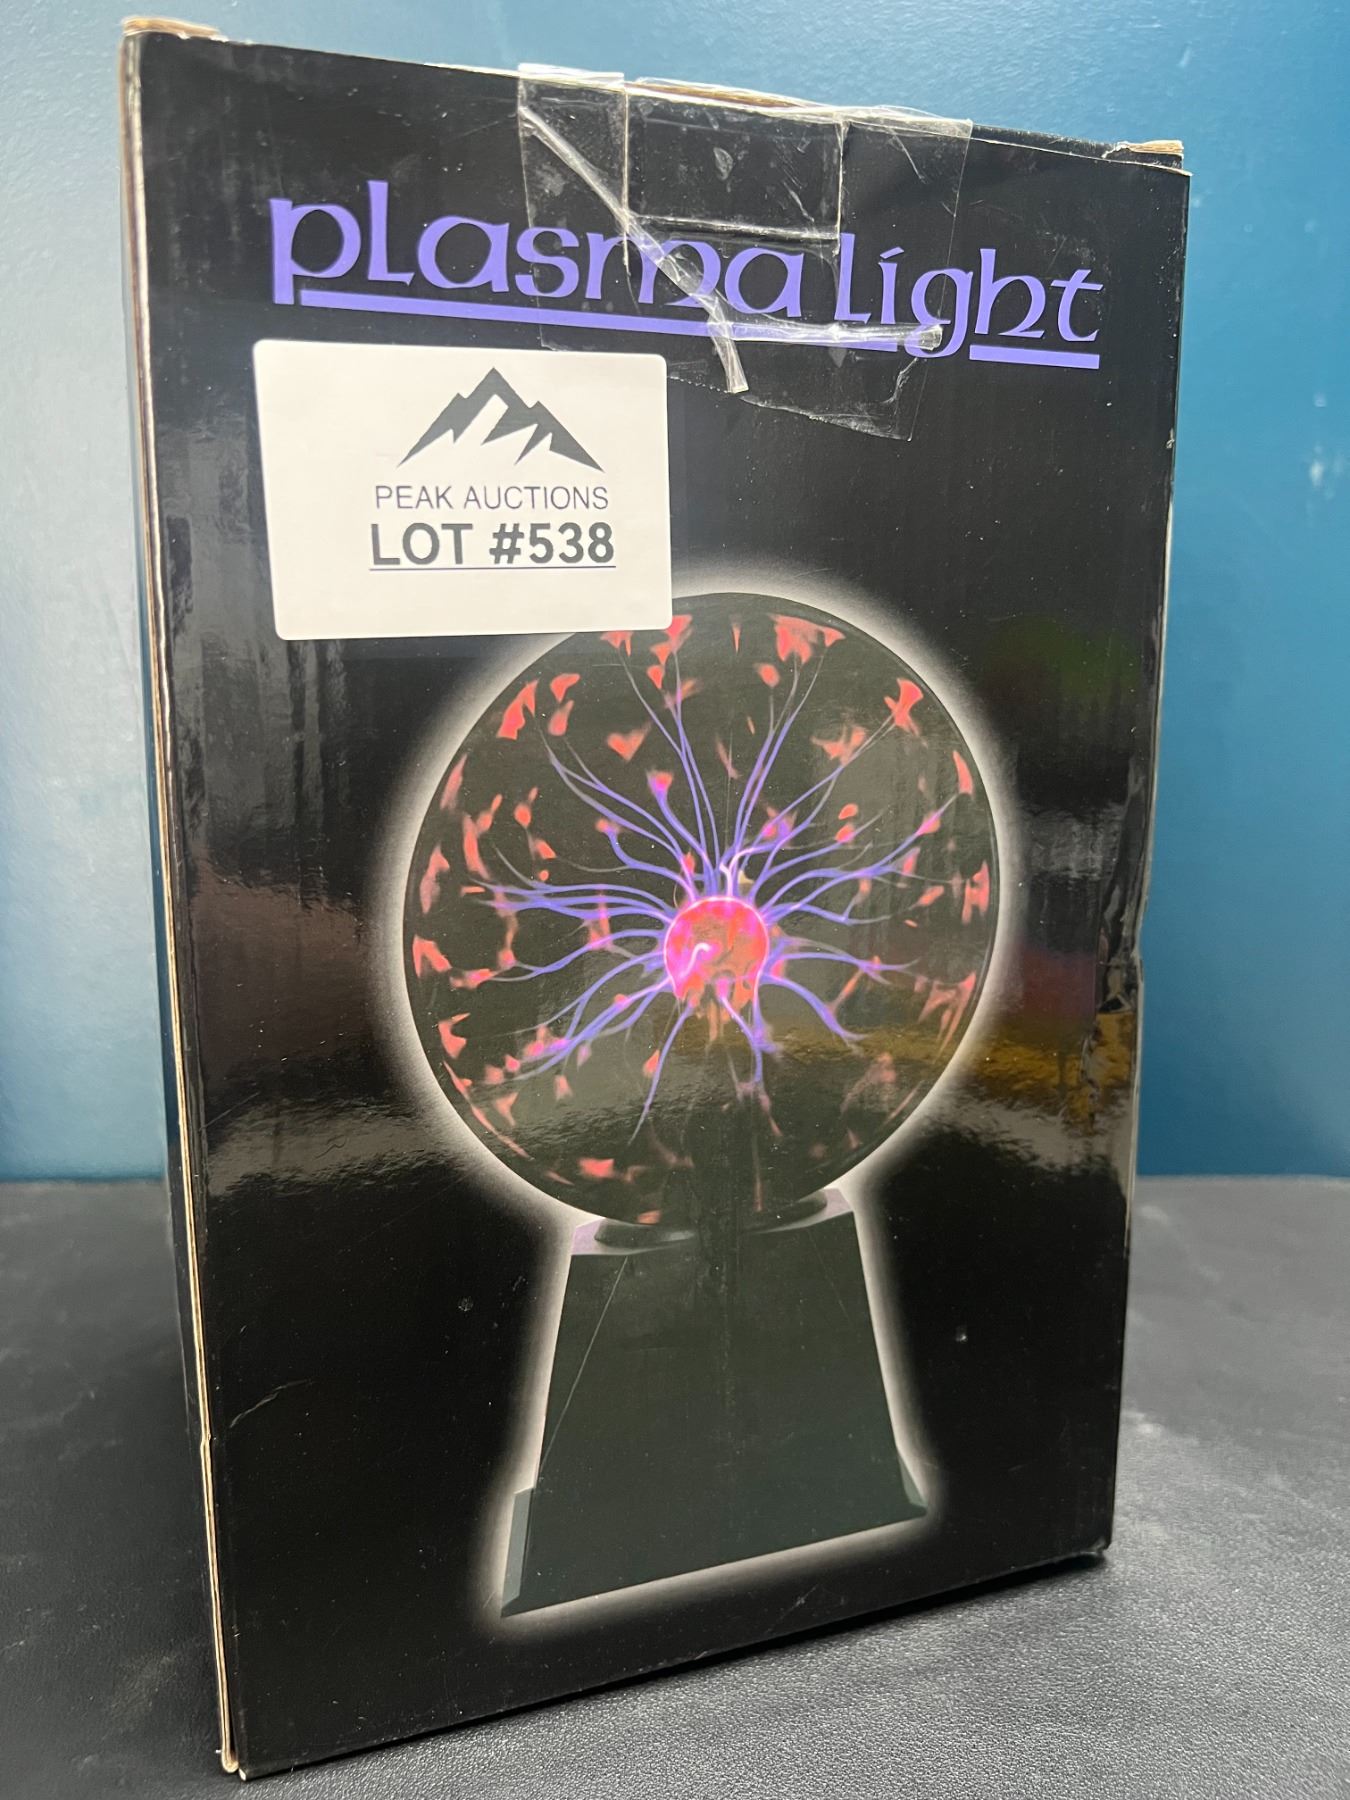 plasma light
PEAK AUCTIONS
LOT #538